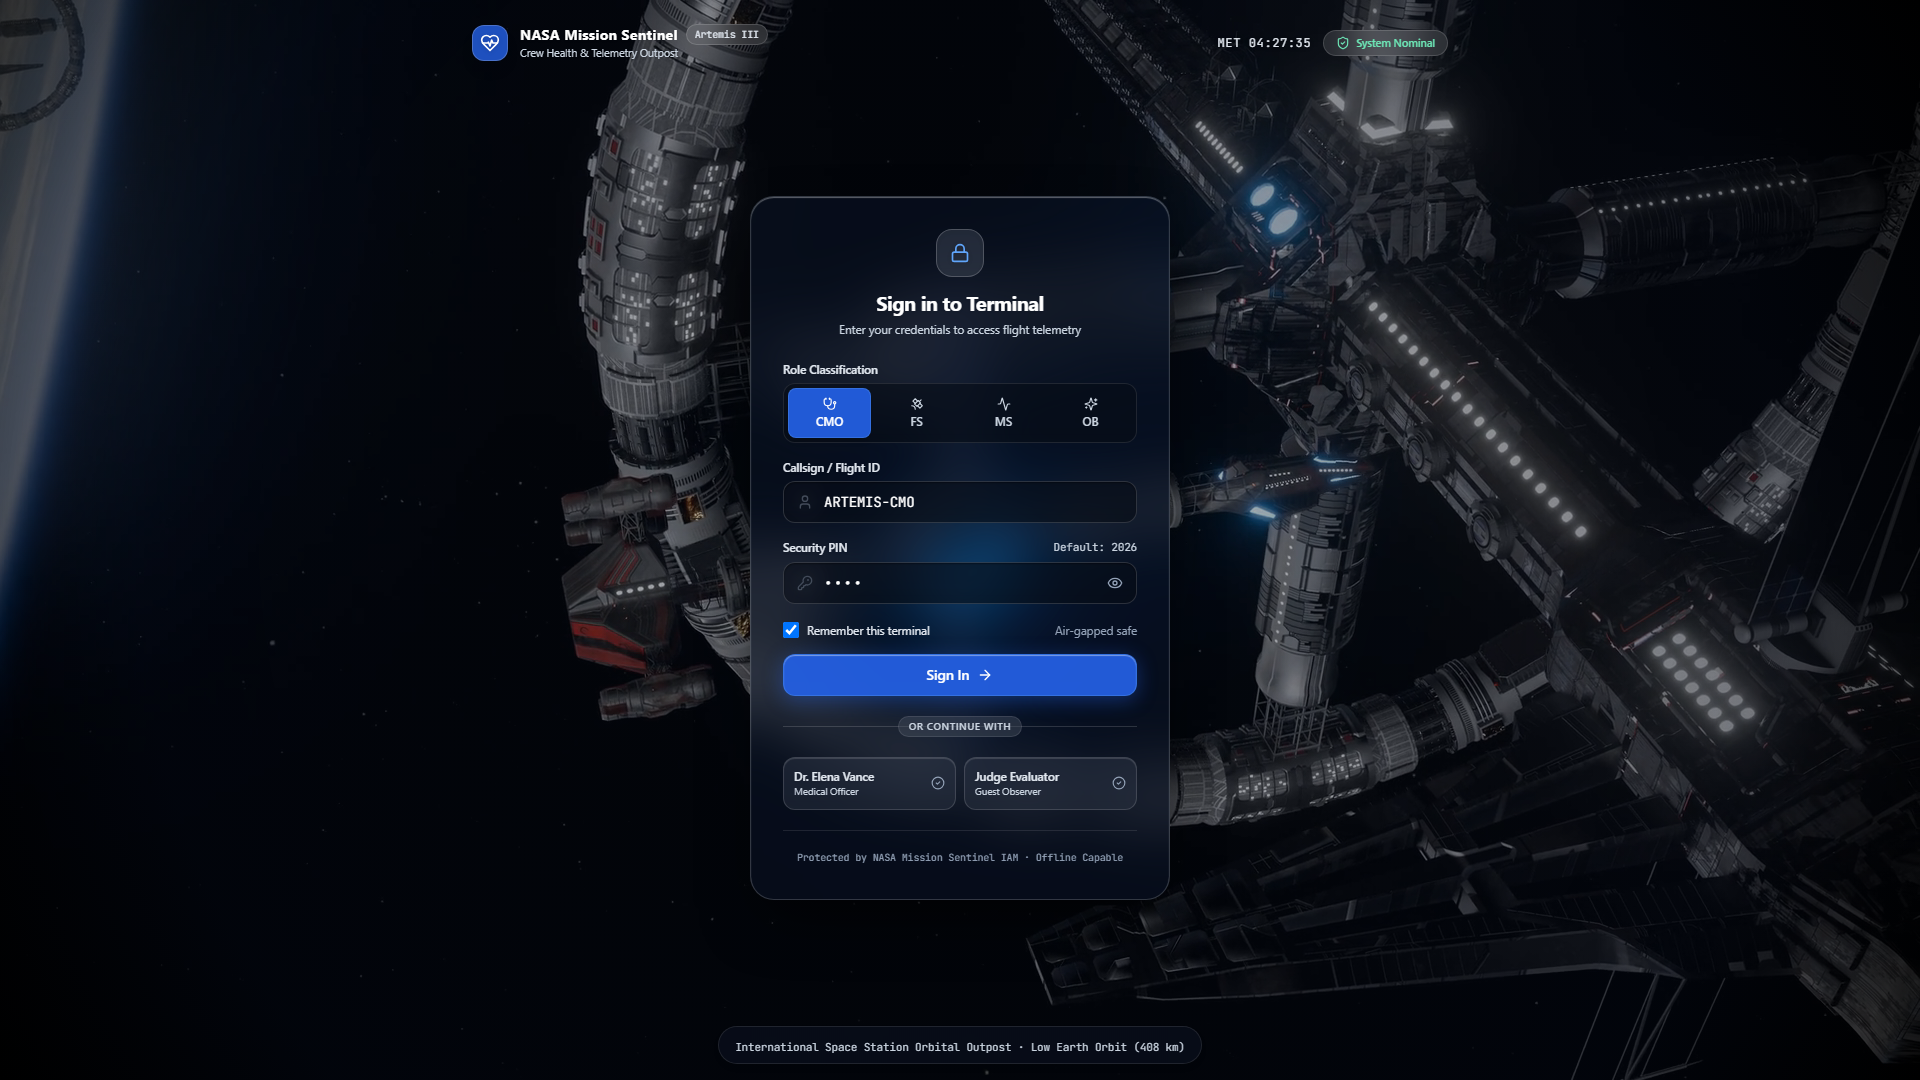 NASA Mission Sentinel
Artemis III
Crew Health & Telemetry Outpost
MET 04:27:35
System Nominal
Sign in to Terminal
Enter your credentials to access flight telemetry
Role Classification
CMO
FS
MS
OB
Callsign / Flight ID
ARTEMIS-CMO
Security PIN
Default: 2026
••••
Remember this terminal
Air-gapped safe
Sign In →
OR CONTINUE WITH
Dr. Elena Vance
Medical Officer
Judge Evaluator
Guest Observer
Protected by NASA Mission Sentinel IAM · Offline Capable
International Space Station Orbital Outpost · Low Earth Orbit (408 km)